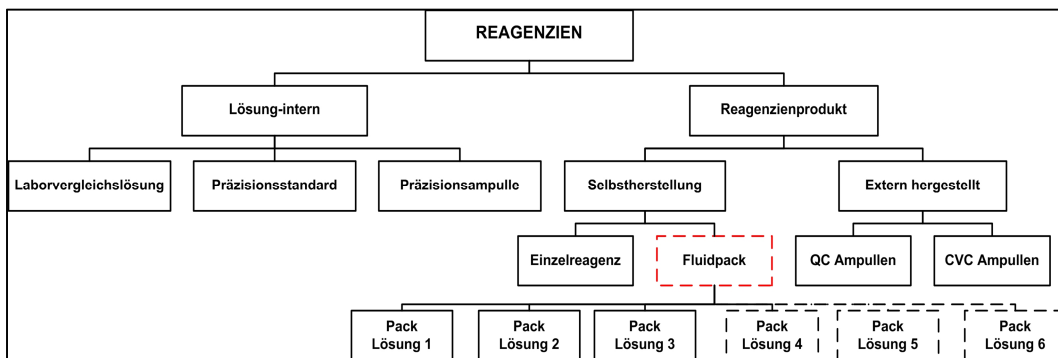 REAGENZIEN
Lösung-intern
Reagenzienprodukt
Laborvergleichslösung
Präzisionsstandard
Präzisionsampulle
Selbstherstellung
Extern hergestellt
Einzelreagenz
Fluidpack
QC Ampullen
CVC Ampullen
Pack
Lösung 1
Pack
Lösung 2
Pack
Lösung 3
Pack
Lösung 4
Pack
Lösung 5
Pack
Lösung 6